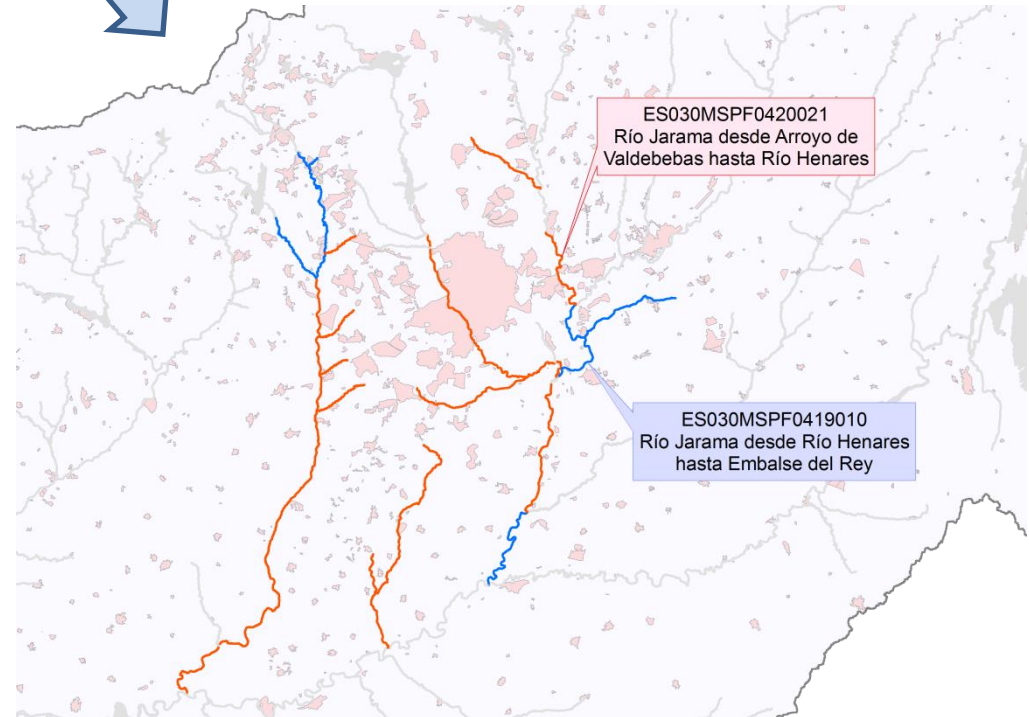 ES030MSPF0420021
Río Jarama desde Arroyo de
Valdebebas hasta Río Henares
ES030MSPF0419010
Río Jarama desde Río Henares
hasta Embalse del Rey